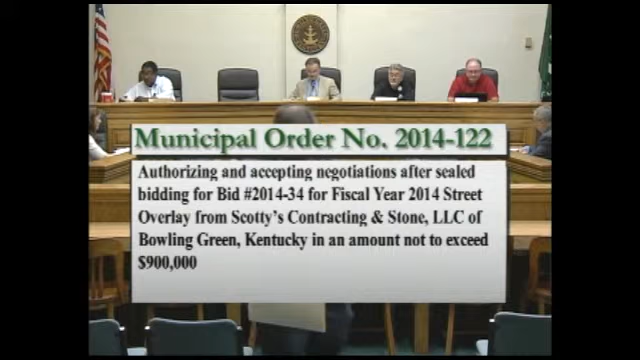 Municipal Order No. 2014-122
Authorizing and accepting negotiations after sealed
bidding for Bid #2014-34 for Fiscal Year 2014 Street
Overlay from Scotty's Contracting & Stone, LLC of
Bowling Green, Kentucky in an amount not to exceed
$900,000